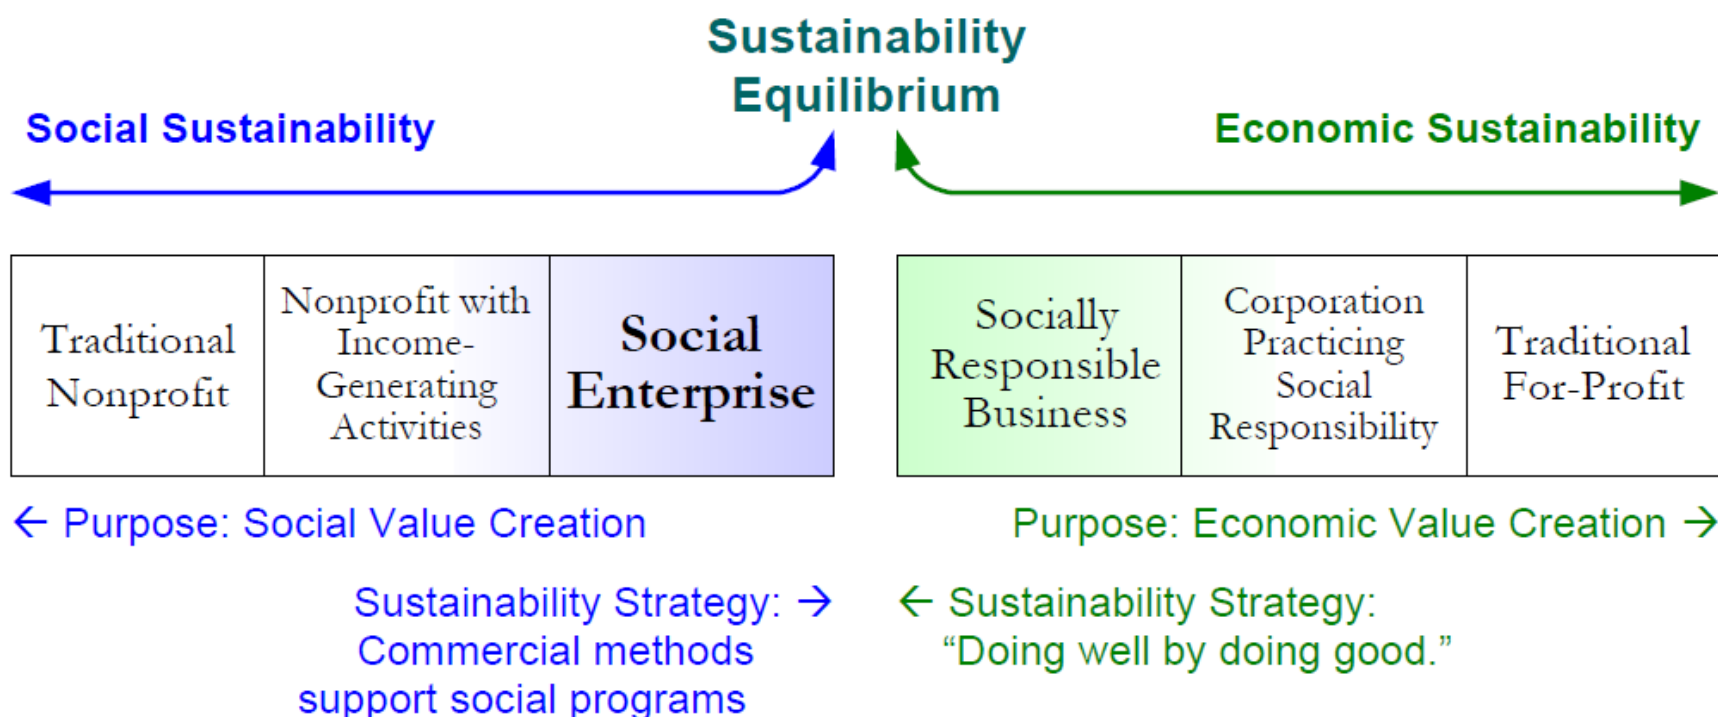 Sustainability
Equilibrium
Social Sustainability
Economic Sustainability
Traditional
Nonprofit
Nonprofit with
Income-
Generating
Activities
Social
Enterprise
Socially
Responsible
Business
Corporation
Practicing
Social
Responsibility
Traditional
For-Profit
← Purpose: Social Value Creation
Purpose: Economic Value Creation →
Sustainability Strategy: →
Commercial methods
support social programs
← Sustainability Strategy:
“Doing well by doing good.”